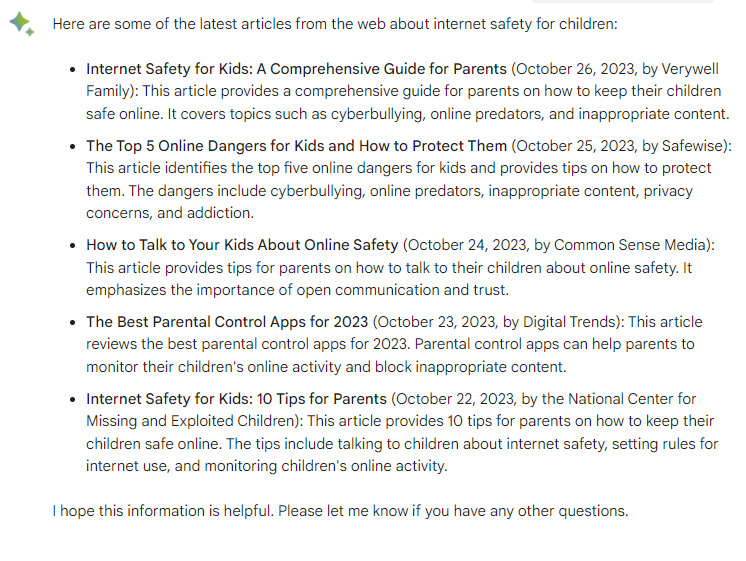 Here are some of the latest articles from the web about internet safety for children:
• Internet Safety for Kids: A Comprehensive Guide for Parents (October 26, 2023, by Verywell
Family): This article provides a comprehensive guide for parents on how to keep their children
safe online. It covers topics such as cyberbullying, online predators, and inappropriate content.
• The Top 5 Online Dangers for Kids and How to Protect Them (October 25, 2023, by Safewise):
This article identifies the top five online dangers for kids and provides tips on how to protect
them. The dangers include cyberbullying, online predators, inappropriate content, privacy
concerns, and addiction.
• How to Talk to Your Kids About Online Safety (October 24, 2023, by Common Sense Media):
This article provides tips for parents on how to talk to their children about online safety. It
emphasizes the importance of open communication and trust.
• The Best Parental Control Apps for 2023 (October 23, 2023, by Digital Trends): This article
reviews the best parental control apps for 2023. Parental control apps can help parents to
monitor their children's online activity and block inappropriate content.
• Internet Safety for Kids: 10 Tips for Parents (October 22, 2023, by the National Center for
Missing and Exploited Children): This article provides 10 tips for parents on how to keep their
children safe online. The tips include talking to children about internet safety, setting rules for
internet use, and monitoring children's online activity.
I hope this information is helpful. Please let me know if you have any other questions.